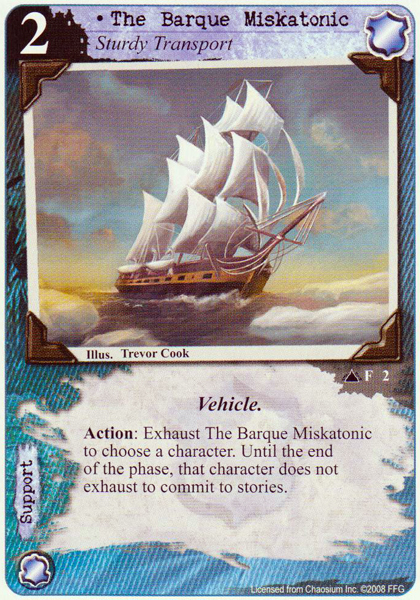 2
• The Barque Miskatonic
Sturdy Transport
Illus. Trevor Cook
F 2
Vehicle.
Action: Exhaust The Barque Miskatonic
to choose a character. Until the end
of the phase, that character does not
exhaust to commit to stories.
Support
Licensed from Chaosium Inc. ©2008 FFG